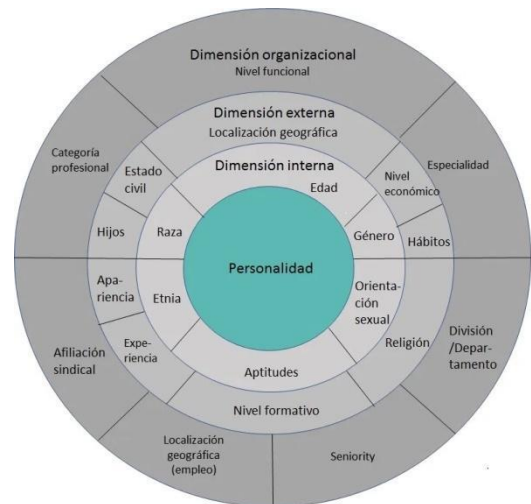 Dimensión organizacional
Nivel funcional
Dimensión externa
Localización geográfica
Dimensión interna
Edad
Categoría
profesional
Estado
civil
Nivel
económico
Especialidad
Hijos
Raza
Género
Hábitos
Personalidad
Apa-
riencia
Etnia
Orienta-
ción
sexual
Afiliación
sindical
Expe-
riencia
Religión
División
/Depar-
tamento
Aptitudes
Nivel formativo
Localización
geográfica
(empleo)
Seniority